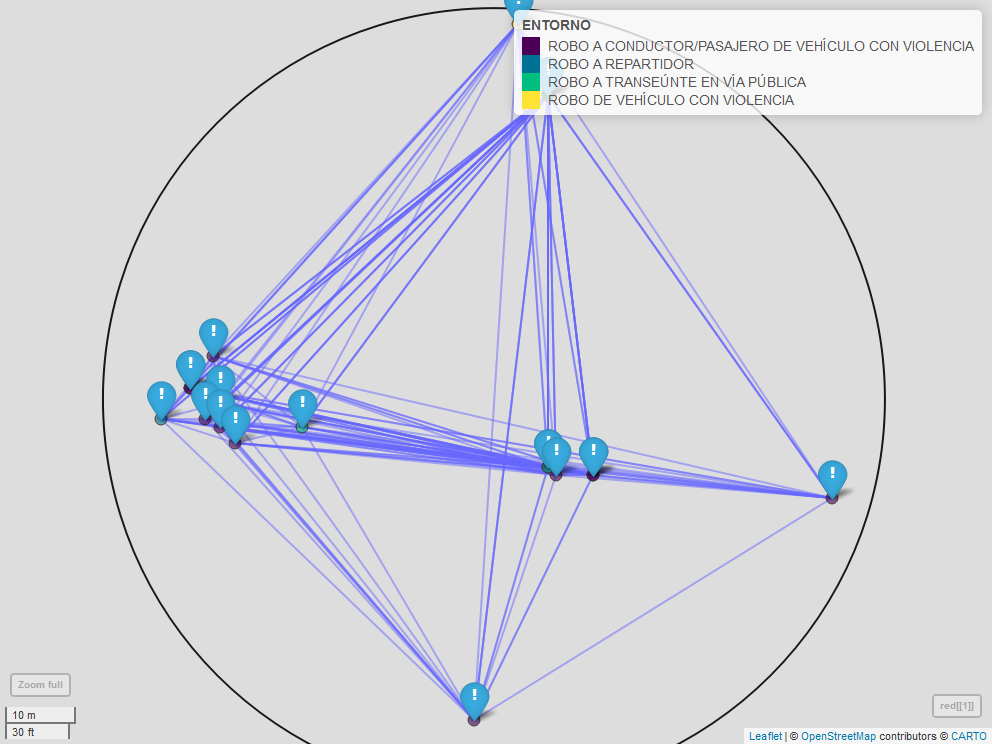 ENTORNO
ROBO A CONDUCTOR/PASAJERO DE VEHÍCULO CON VIOLENCIA
ROBO A REPARTIDOR
ROBO A TRANSEÚNTE EN VÍA PÚBLICA
ROBO DE VEHÍCULO CON VIOLENCIA
Zoom full
10 m
30 ft
red[[1]]
Leaflet | © OpenStreetMap contributors © CARTO